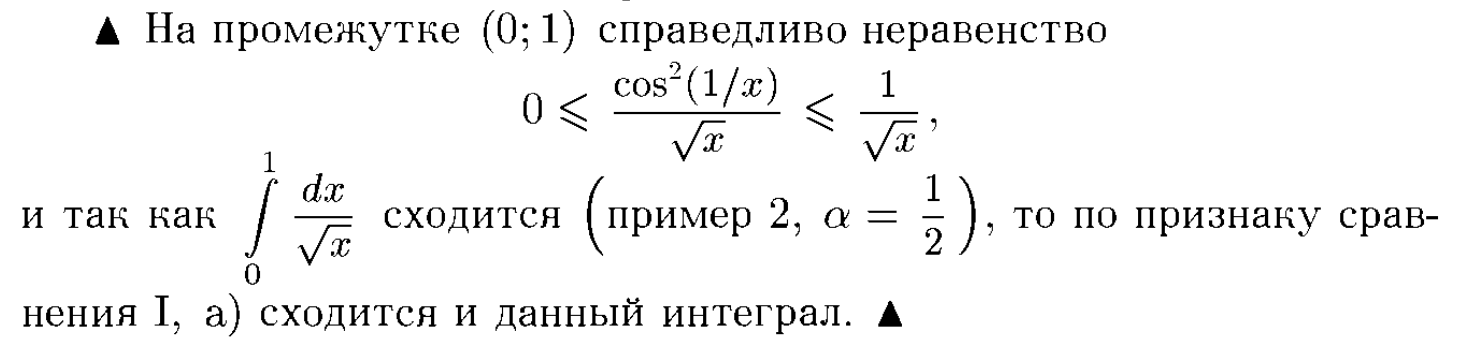 ▲ На промежутке (0; 1) справедливо неравенство
0 ⩽ cos²(1/x)/√x ⩽ 1/√x,
и так как ∫₀¹ dx/√x сходится (пример 2, α = 1/2), то по признаку срав-
нения I, а) сходится и данный интеграл. ▲